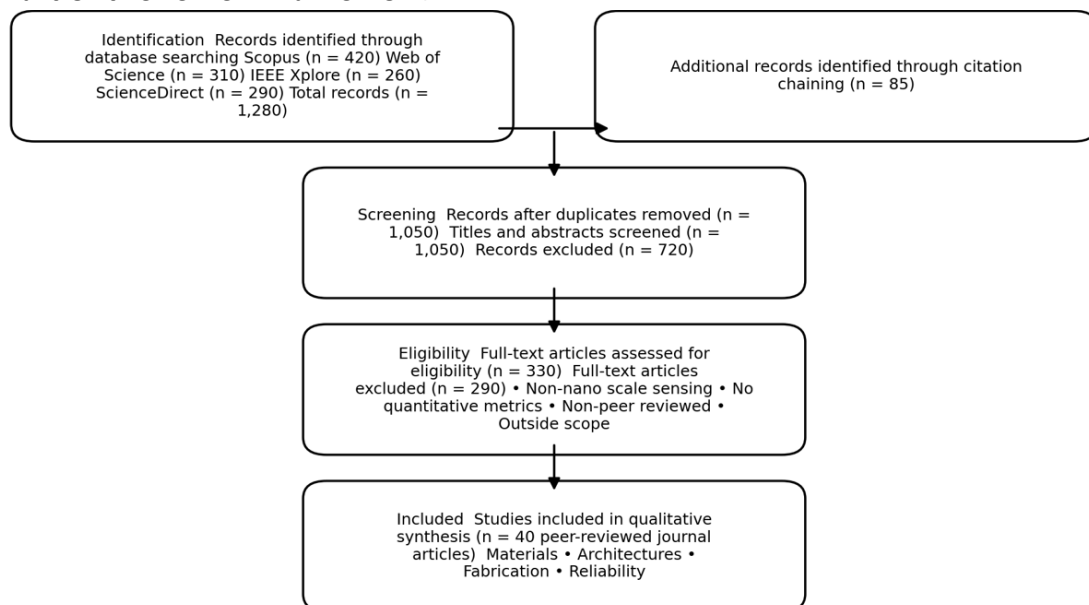 Identification  Records identified through
database searching Scopus (n = 420) Web of
Science (n = 310) IEEE Xplore (n = 260)
ScienceDirect (n = 290) Total records (n =
1,280)
Additional records identified through citation
chaining (n = 85)
Screening  Records after duplicates removed (n =
1,050)  Titles and abstracts screened (n =
1,050)  Records excluded (n = 720)
Eligibility  Full-text articles assessed for
eligibility (n = 330)  Full-text articles
excluded (n = 290) • Non-nano scale sensing • No
quantitative metrics • Non-peer reviewed •
Outside scope
Included  Studies included in qualitative
synthesis (n = 40 peer-reviewed journal
articles)  Materials • Architectures •
Fabrication • Reliability